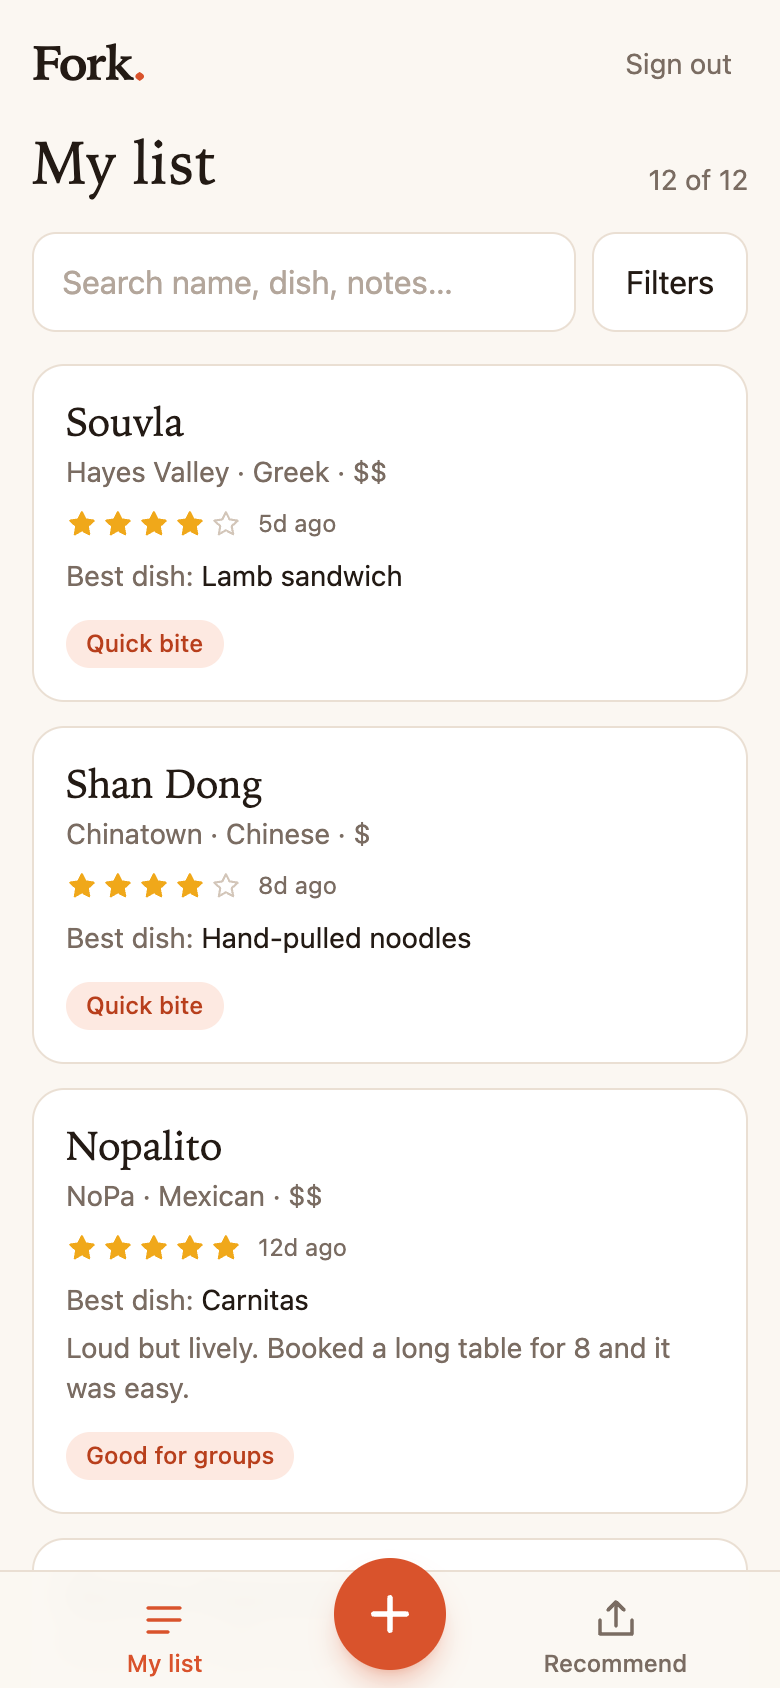 Fork.
Sign out
My list
12 of 12
Search name, dish, notes...
Filters
Souvla
Hayes Valley · Greek · $$
5d ago
Best dish: Lamb sandwich
Quick bite
Shan Dong
Chinatown · Chinese · $
8d ago
Best dish: Hand-pulled noodles
Quick bite
Nopalito
NoPa · Mexican · $$
12d ago
Best dish: Carnitas
Loud but lively. Booked a long table for 8 and it
was easy.
Good for groups
My list
Recommend